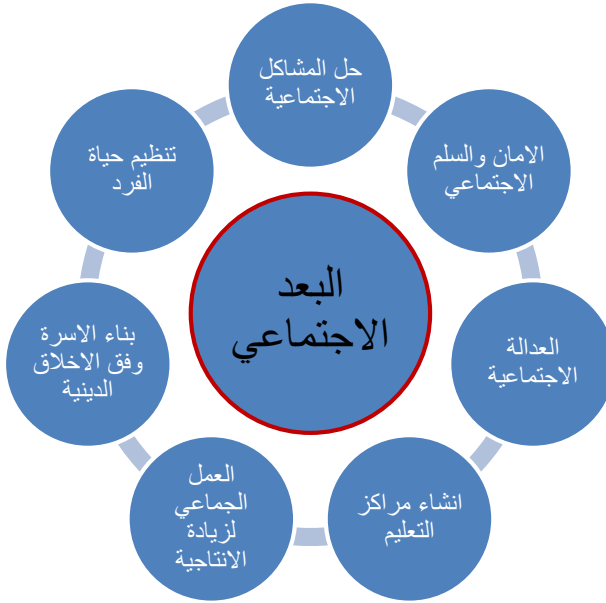 حل المشاكل
الاجتماعية
الامان والسلم
الاجتماعي
العدالة
الاجتماعية
انشاء مراكز
التعليم
العمل
الجماعي
لزيادة
الانتاجية
بناء الاسرة
وفق الاخلاق
الدينية
تنظيم حياة
الفرد
البعد
الاجتماعي